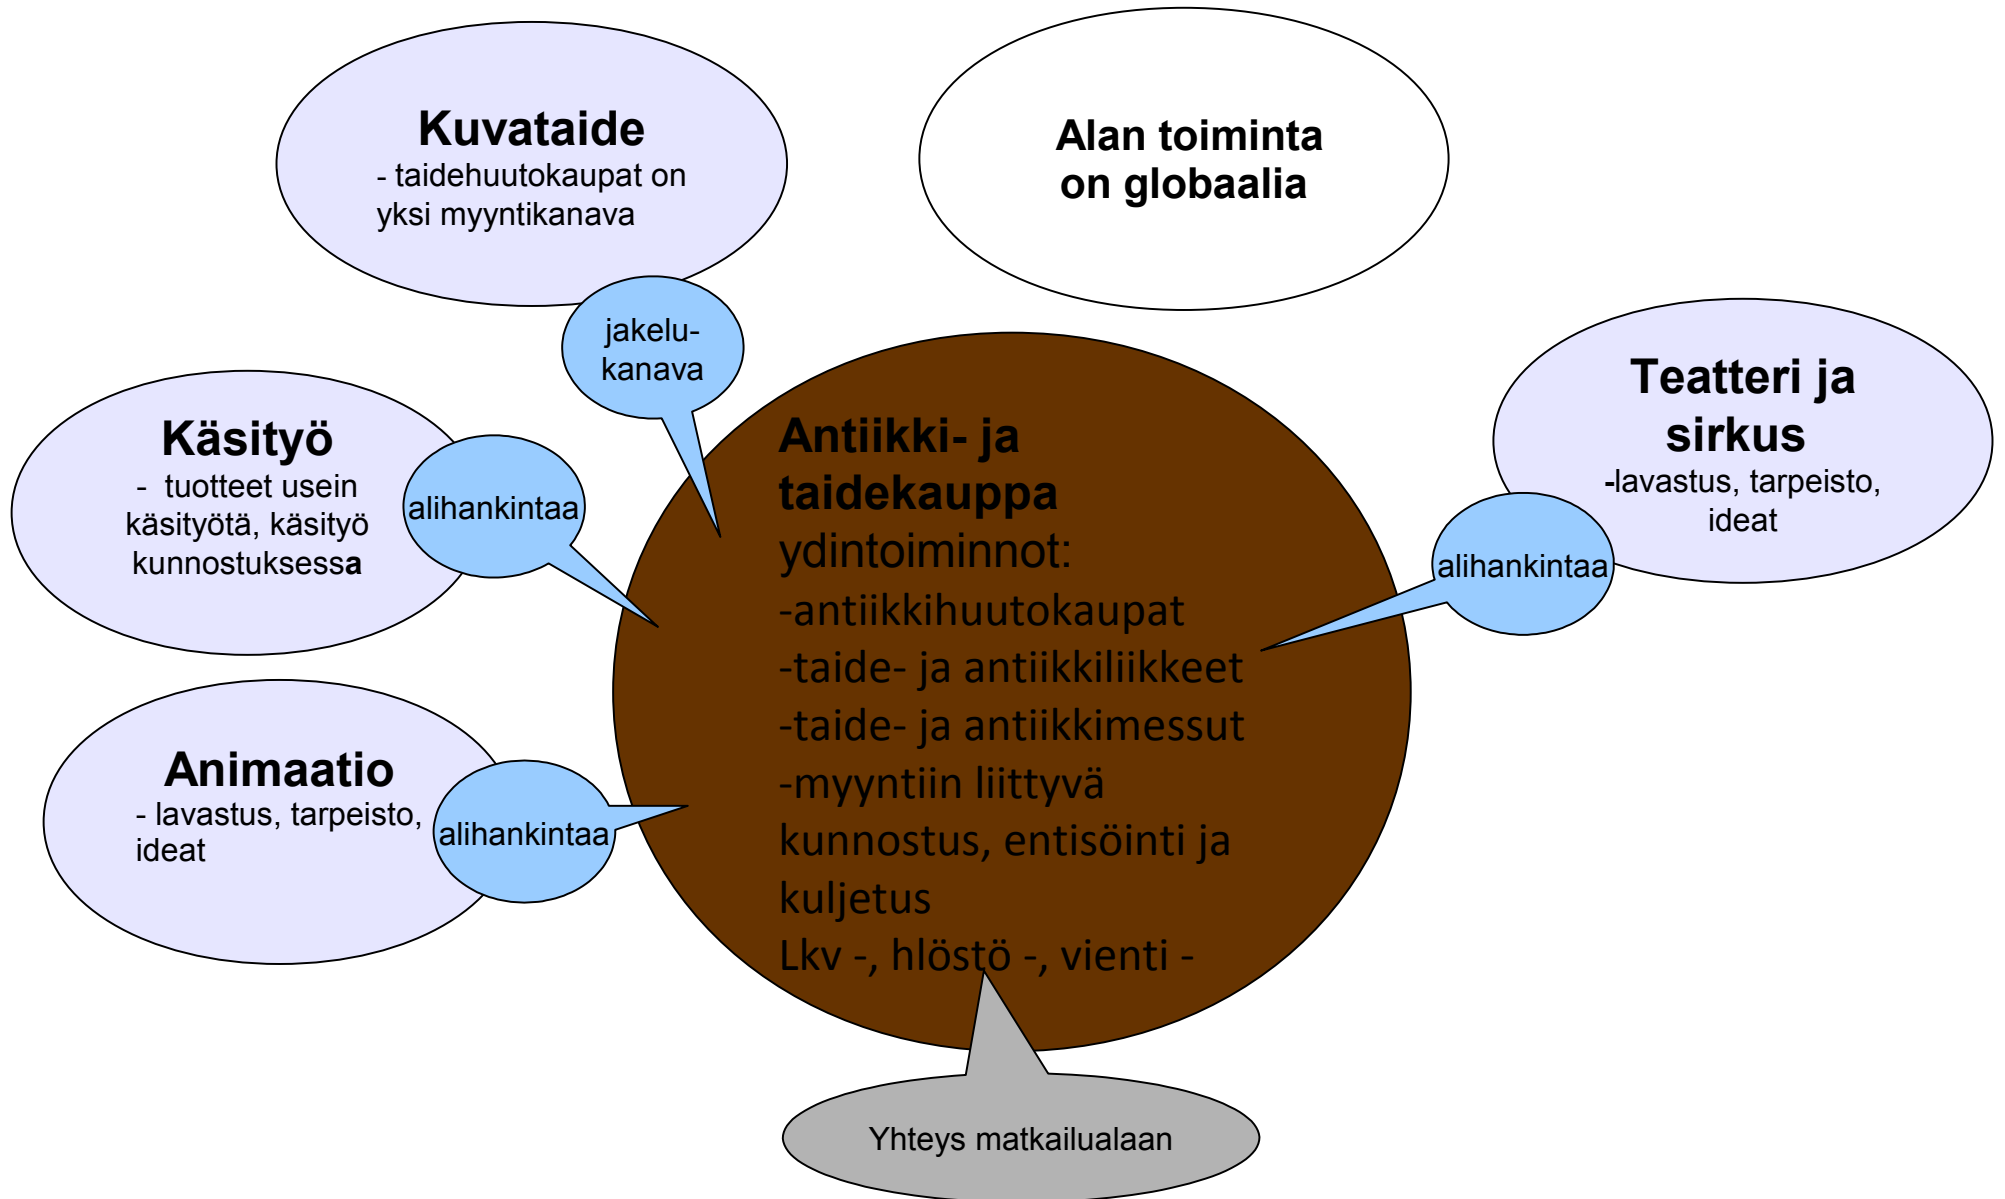 Kuvataide
- taidehuutokaupat on
yksi myyntikanava
Alan toiminta
on globaalia
jakelu-
kanava
Teatteri ja
sirkus
-lavastus, tarpeisto,
ideat
alihankintaa
Käsityö
- tuotteet usein
käsityötä, käsityö
kunnostuksessa
alihankintaa
Antiikki- ja
taidekauppa
ydintoiminnot:
-antiikkihuutokaupat
-taide- ja antiikkiliikkeet
-taide- ja antiikkimessut
-myyntiin liittyvä
kunnostus, entisöinti ja
kuljetus
Lkv -, hlöstö -, vienti -
Animaatio
- lavastus, tarpeisto,
ideat
alihankintaa
Yhteys matkailualaan